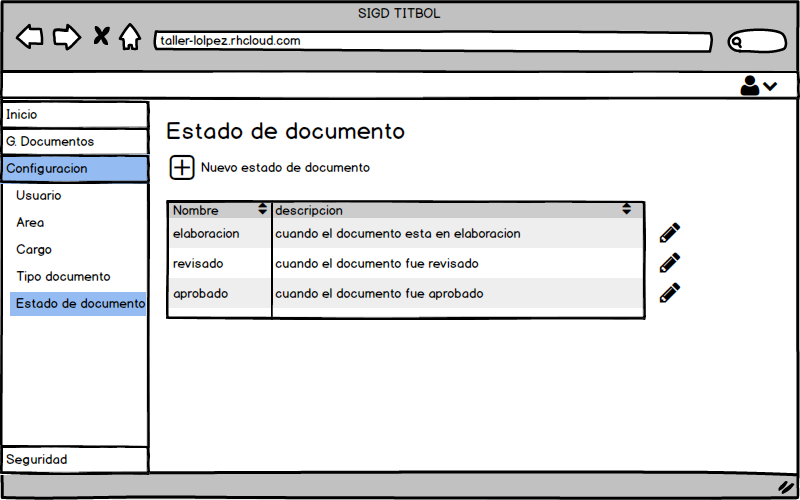 SIGD TITBOL
taller-lolpez.rhcloud.com
Inicio
G. Documentos
Configuracion
Usuario
Area
Cargo
Tipo documento
Estado de documento
Seguridad
Estado de documento
Nuevo estado de documento
Nombre descripcion
elaboracion cuando el documento esta en elaboracion
revisado cuando el documento fue revisado
aprobado cuando el documento fue aprobado